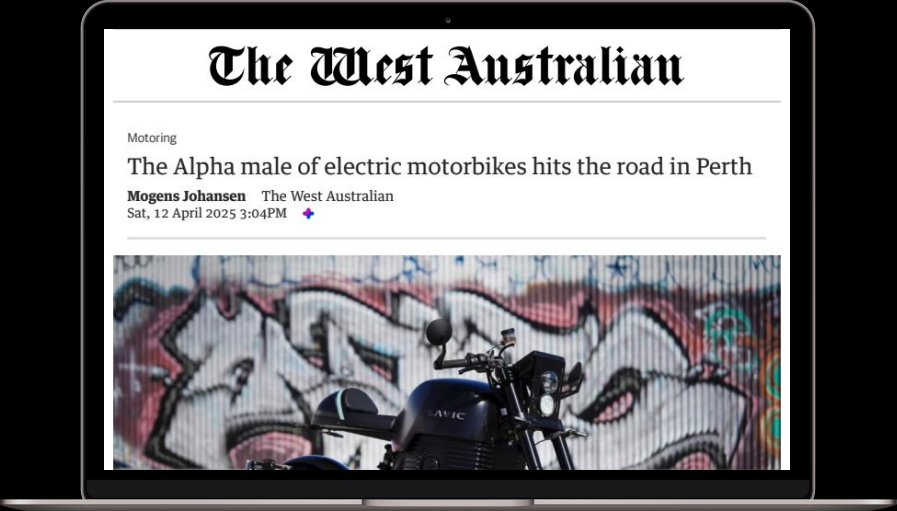 The West Australian
Motoring
The Alpha male of electric motorbikes hits the road in Perth
Mogens Johansen The West Australian
Sat, 12 April 2025 3:04PM
SAVIC